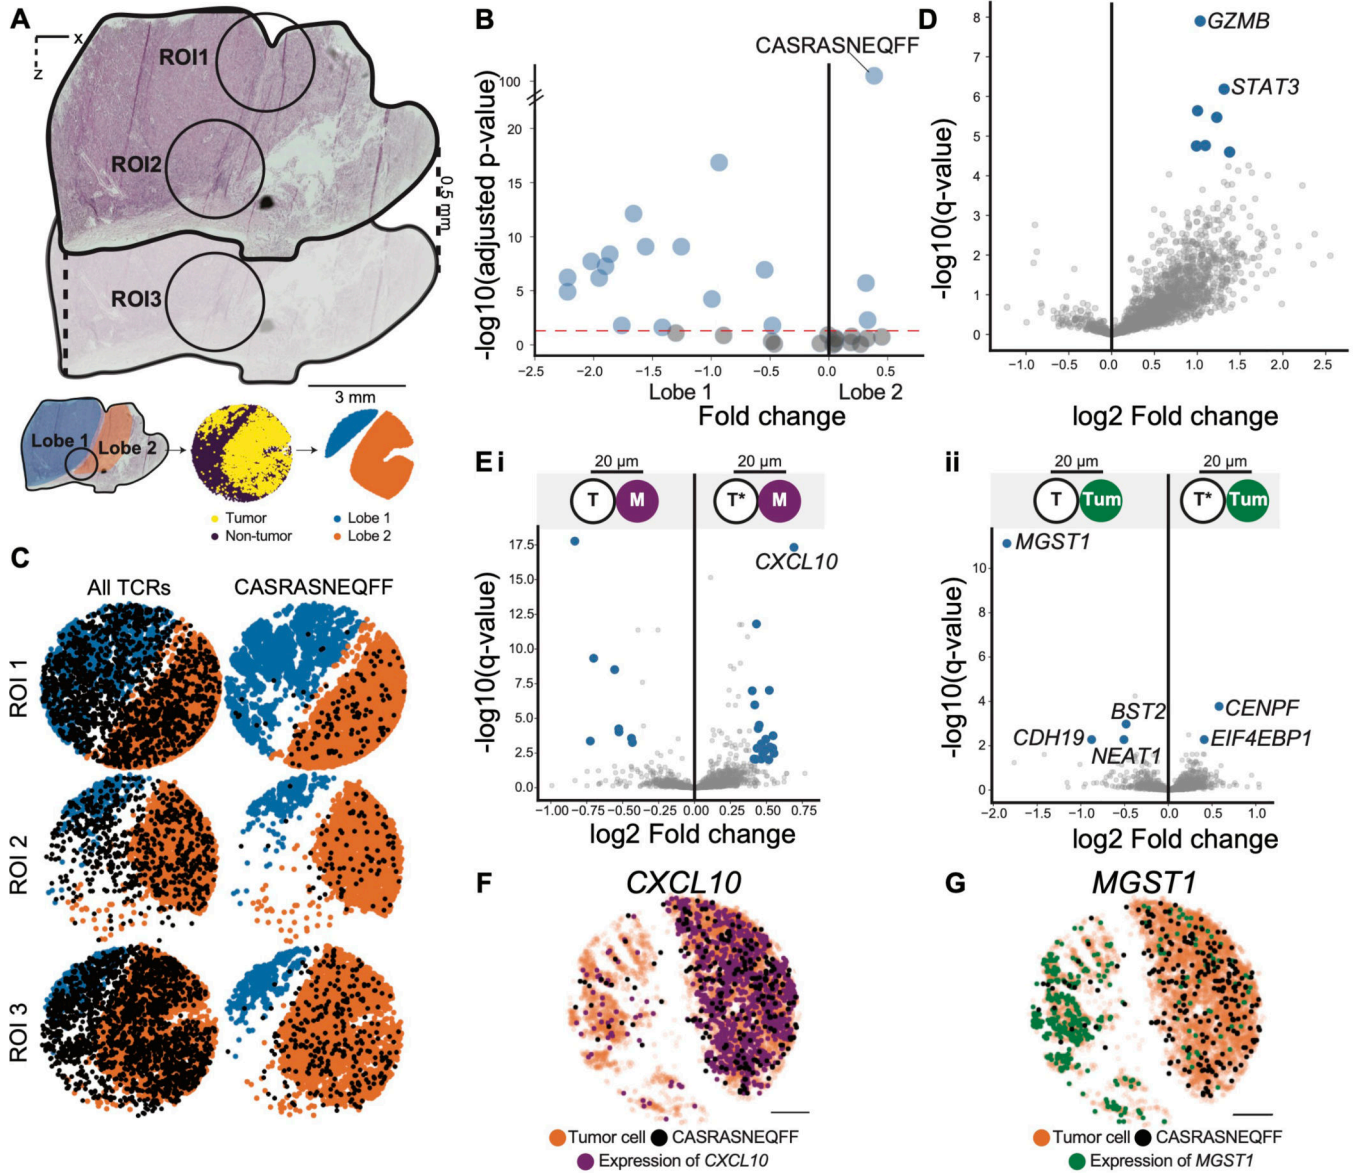 A
x
z
ROI1
ROI2
ROI3
0.5 mm
3 mm
Lobe 1
Lobe 2
Tumor
Non-tumor
Lobe 1
Lobe 2
B
CASRASNEQFF
-log10(adjusted p-value)
100
20
15
10
5
0
−2.5
−2.0
−1.5
−1.0
−0.5
0.0
0.5
Lobe 1
Lobe 2
Fold change
C
All TCRs
CASRASNEQFF
ROI 1
ROI 2
ROI 3
D
GZMB
STAT3
-log10(q-value)
8
7
6
5
4
3
2
1
0
−1.0
−0.5
0.0
0.5
1.0
1.5
2.0
2.5
log2 Fold change
E i
20 µm
20 µm
T
M
T*
M
CXCL10
-log10(q-value)
17.5
15.0
12.5
10.0
7.5
5.0
2.5
0.0
−1.00
−0.75
−0.50
−0.25
0.00
0.25
0.50
0.75
log2 Fold change
ii
20 µm
20 µm
T
Tum
T*
Tum
MGST1
BST2
CENPF
CDH19
EIF4EBP1
NEAT1
-log10(q-value)
10
8
6
4
2
0
−2.0
−1.5
−1.0
−0.5
0.0
0.5
1.0
log2 Fold change
F
CXCL10
Tumor cell
CASRASNEQFF
Expression of CXCL10
G
MGST1
Tumor cell
CASRASNEQFF
Expression of MGST1